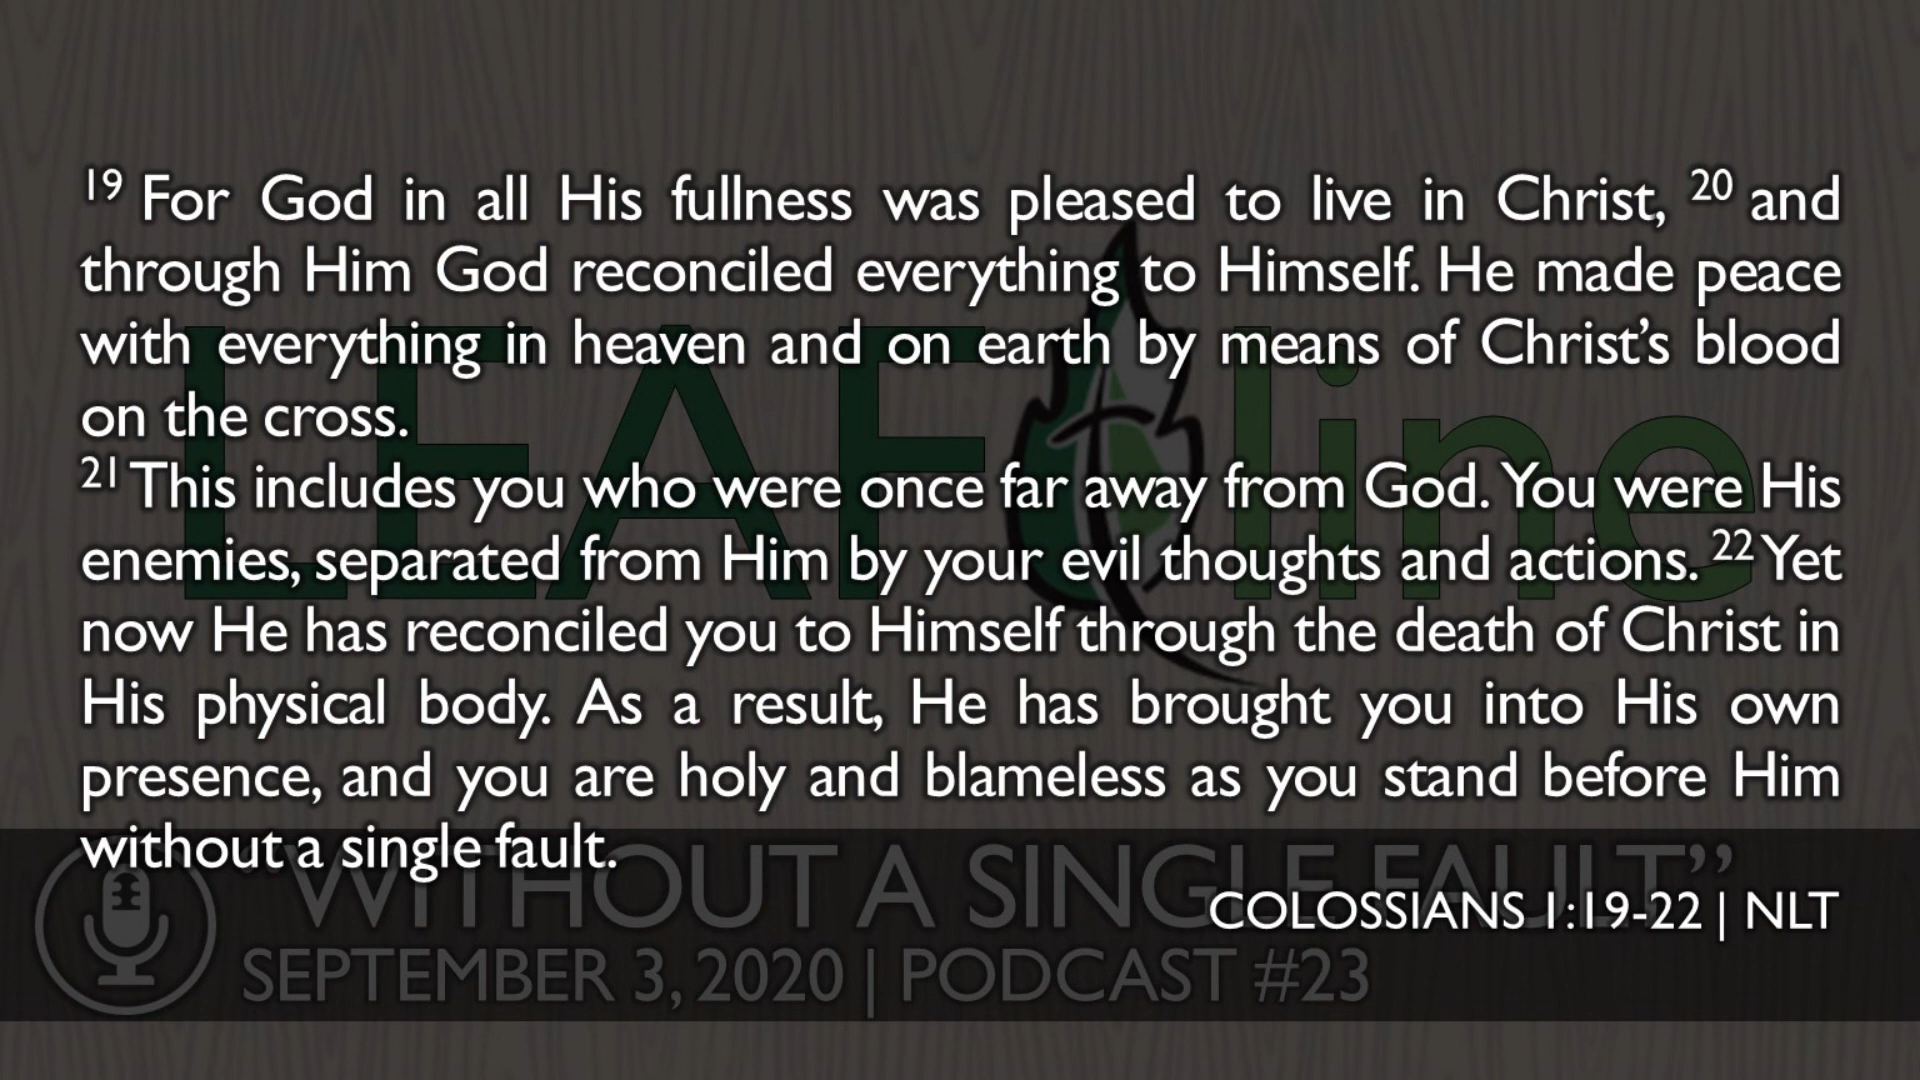 19 For God in all His fullness was pleased to live in Christ, 20 and
through Him God reconciled everything to Himself. He made peace
with everything in heaven and on earth by means of Christ’s blood
on the cross.
21 This includes you who were once far away from God. You were His
enemies, separated from Him by your evil thoughts and actions. 22 Yet
now He has reconciled you to Himself through the death of Christ in
His physical body. As a result, He has brought you into His own
presence, and you are holy and blameless as you stand before Him
without a single fault.
COLOSSIANS 1:19-22 | NLT
LEAF line
“WITHOUT A SINGLE FAULT”
SEPTEMBER 3, 2020 | PODCAST #23